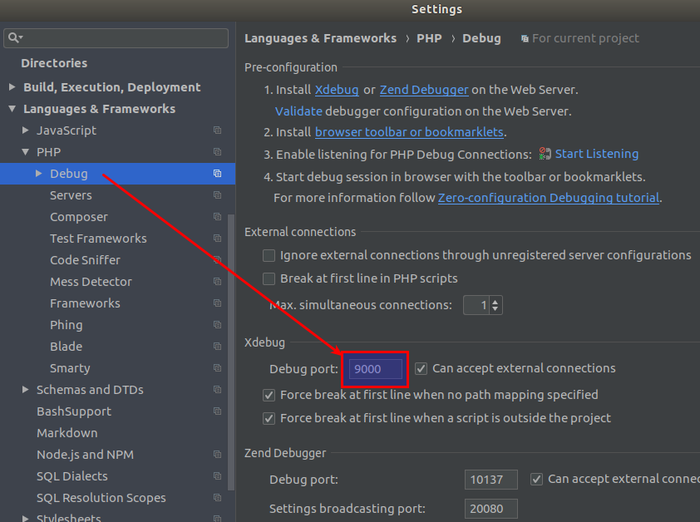 Settings
Directories
Build, Execution, Deployment
Languages & Frameworks
JavaScript
PHP
Debug
Servers
Composer
Test Frameworks
Code Sniffer
Mess Detector
Frameworks
Phing
Blade
Smarty
Schemas and DTDs
BashSupport
Markdown
Node.js and NPM
SQL Dialects
SQL Resolution Scopes
Stylesheets
Languages & Frameworks › PHP › Debug For current project
Pre-configuration
1. Install Xdebug or Zend Debugger on the Web Server.
Validate debugger configuration on the Web Server.
2. Install browser toolbar or bookmarklets.
3. Enable listening for PHP Debug Connections: Start Listening
4. Start debug session in browser with the toolbar or bookmarklets.
For more information follow Zero-configuration Debugging tutorial.
External connections
Ignore external connections through unregistered server configurations
Break at first line in PHP scripts
Max. simultaneous connections: 1
Xdebug
Debug port: 9000 Can accept external connections
Force break at first line when no path mapping specified
Force break at first line when a script is outside the project
Zend Debugger
Debug port: 10137 Can accept external connec
Settings broadcasting port: 20080